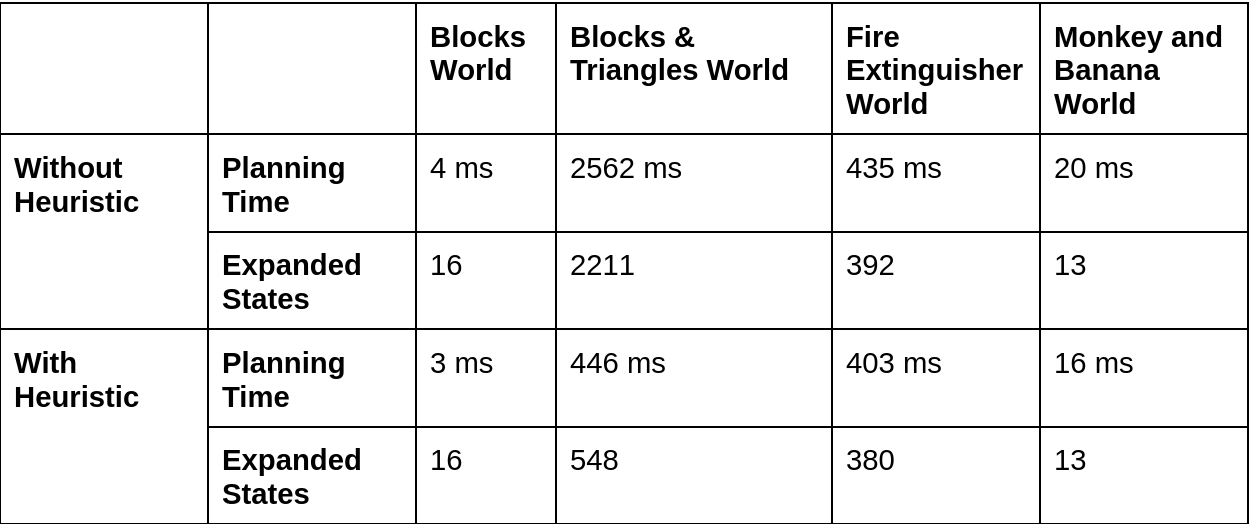 Blocks World
Blocks & Triangles World
Fire Extinguisher World
Monkey and Banana World
Without Heuristic
Planning Time
4 ms
2562 ms
435 ms
20 ms
Expanded States
16
2211
392
13
With Heuristic
Planning Time
3 ms
446 ms
403 ms
16 ms
Expanded States
16
548
380
13